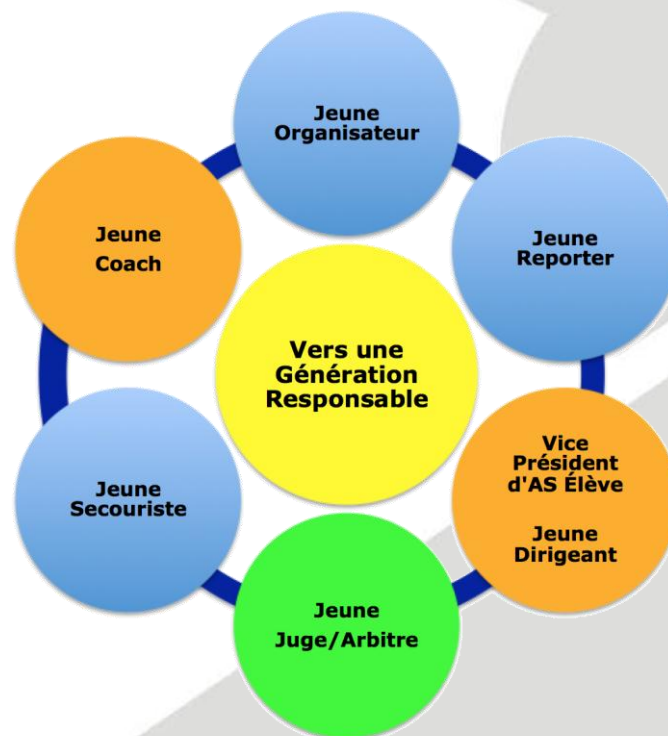 Jeune
Organisateur
Jeune
Reporter
Vice
Président
d'AS Élève
Jeune
Dirigeant
Jeune
Juge/Arbitre
Jeune
Secouriste
Jeune
Coach
Vers une
Génération
Responsable